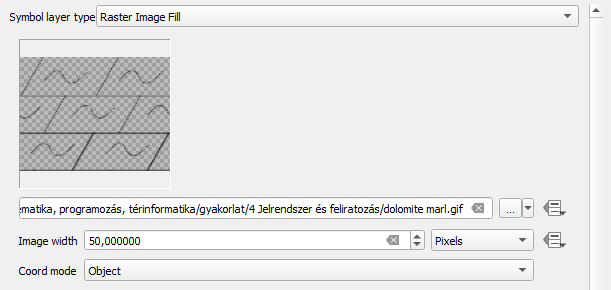 Symbol layer type Raster Image Fill
ematika, programozás, térinformatika/gyakorlat/4 Jelrendszer és feliratozás/dolomite marl.gif ...
Image width 50,000000 Pixels
Coord mode Object